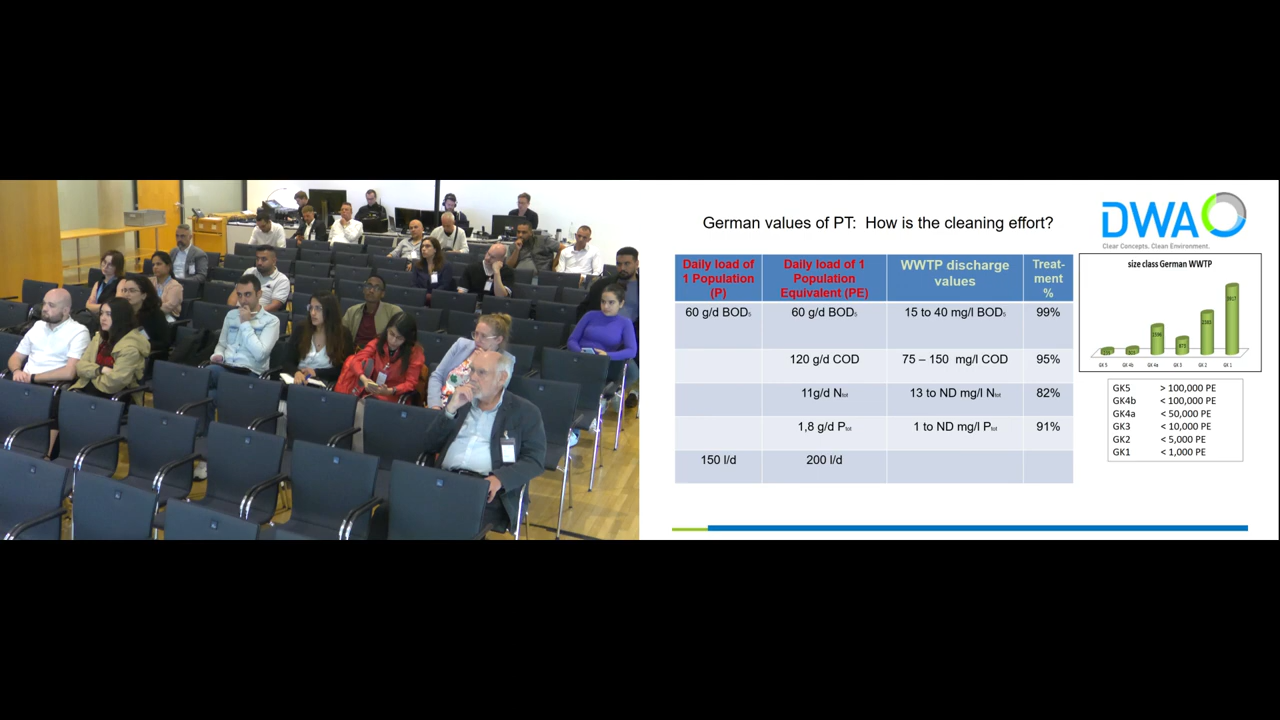 German values of PT: How is the cleaning effort?
DWA
Clear Concepts. Clean Environment.
Daily load of
1 Population
(P)
Daily load of 1
Population
Equivalent (PE)
WWTP discharge
values
Treat-
ment
%
60 g/d BOD₅
60 g/d BOD₅
15 to 40 mg/l BOD₅
99%
120 g/d COD
75 – 150 mg/l COD
95%
11g/d Ntot
13 to ND mg/l Ntot
82%
1,8 g/d Ptot
1 to ND mg/l Ptot
91%
150 l/d
200 l/d
size class German WWTP
GK 5
GK 4b
GK 4a
GK 3
GK 2
GK 1
GK5 > 100,000 PE
GK4b < 100,000 PE
GK4a < 50,000 PE
GK3 < 10,000 PE
GK2 < 5,000 PE
GK1 < 1,000 PE